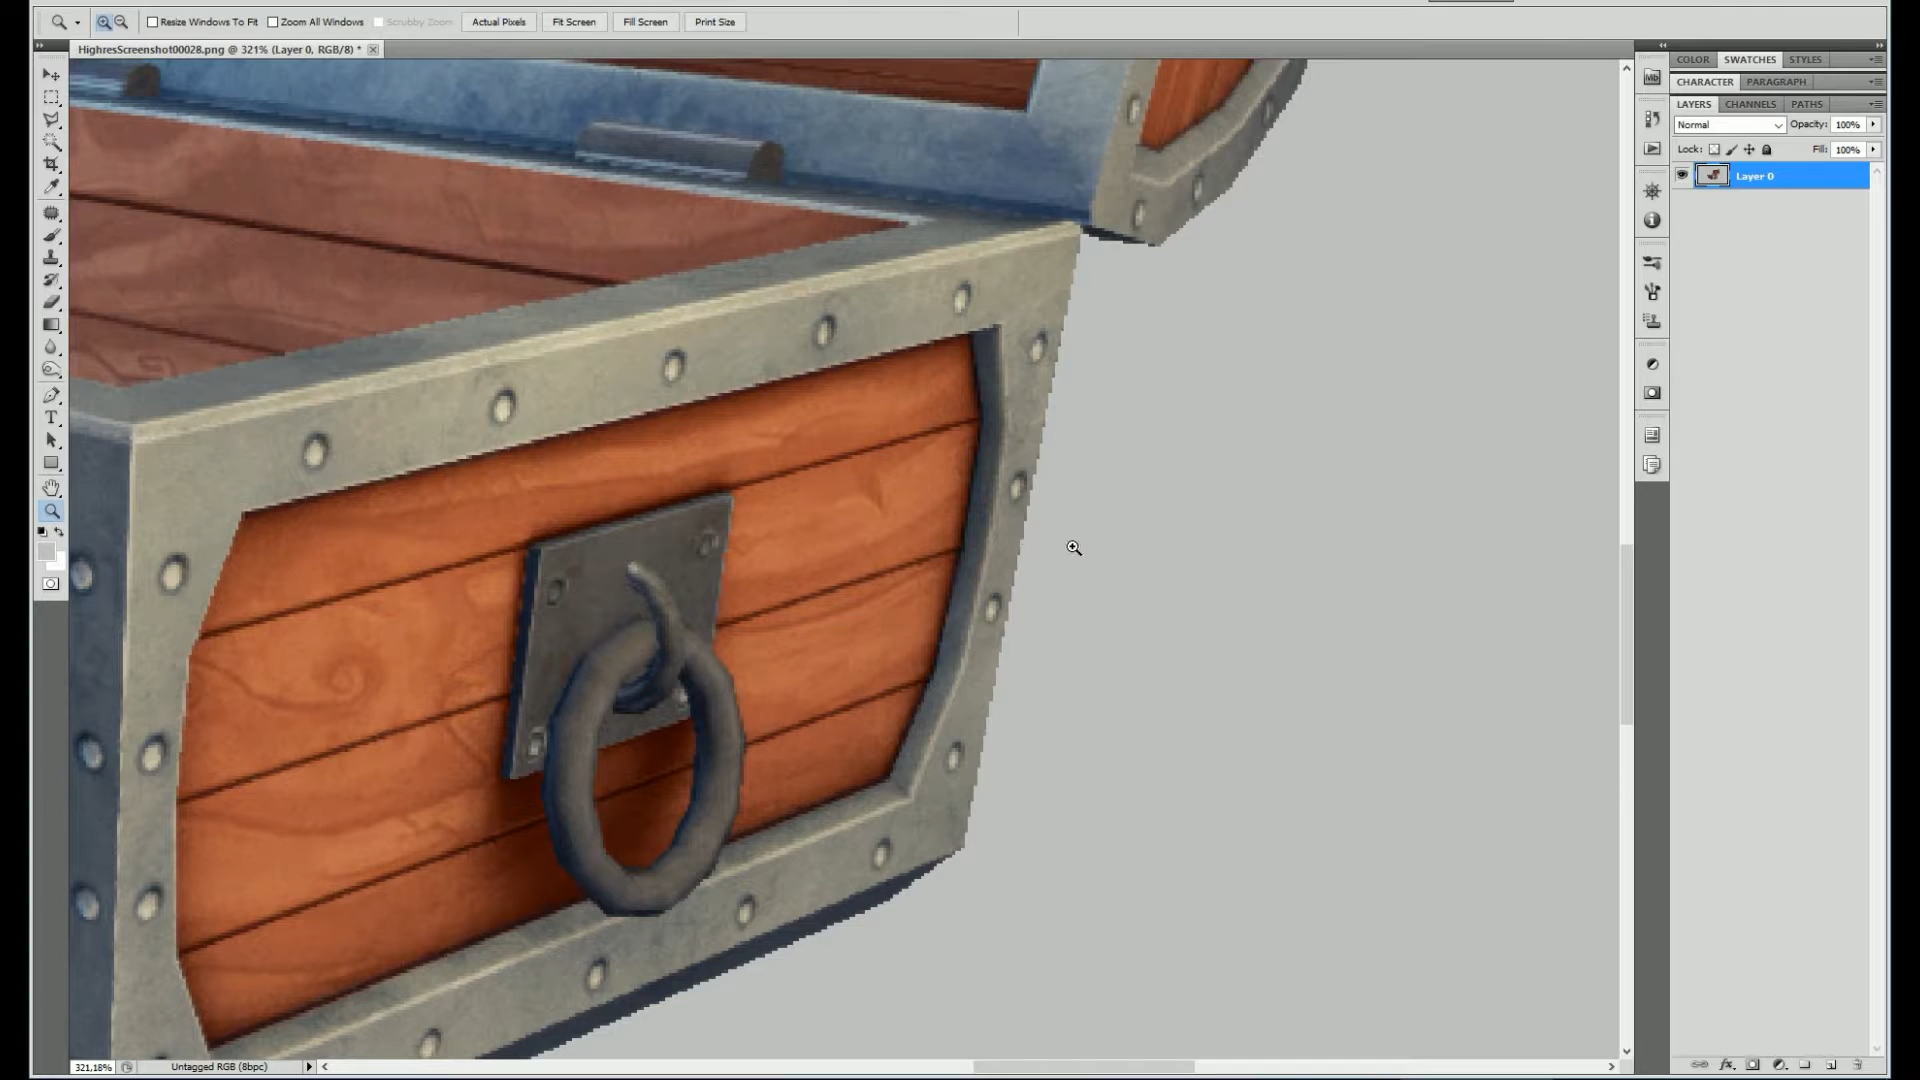 Resize Windows To Fit Zoom All Windows Scrubby Zoom Actual Pixels Fit Screen Fill Screen Print Size
HighresScreenshot00028.png @ 321% (Layer 0, RGB/8) *
COLOR SWATCHES STYLES
CHARACTER PARAGRAPH
LAYERS CHANNELS PATHS
Normal Opacity: 100%
Lock: Fill: 100%
Layer 0
Mb
T
321,18% Untagged RGB (8bpc)
fx